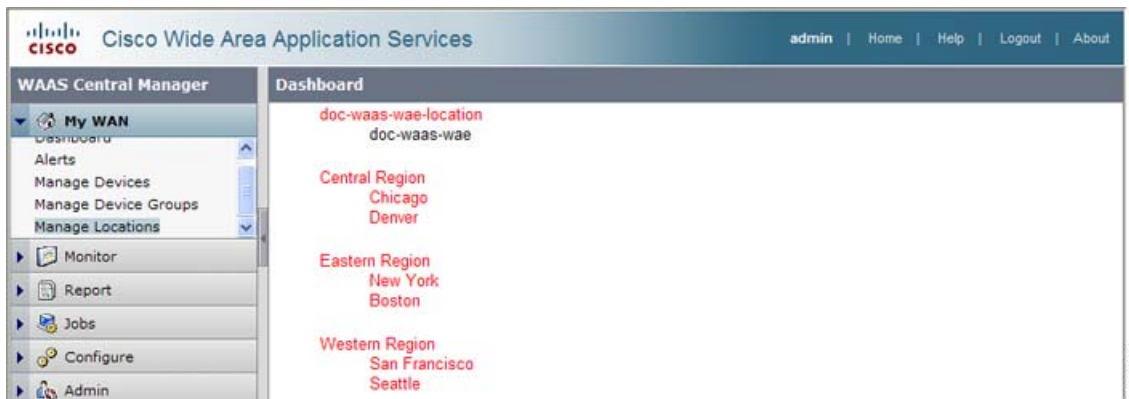 CISCO Cisco Wide Area Application Services
admin | Home | Help | Logout | About
WAAS Central Manager
My WAN
Dashboard
Alerts
Manage Devices
Manage Device Groups
Manage Locations
Monitor
Report
Jobs
Configure
Admin
Dashboard
doc-waas-wae-location
doc-waas-wae
Central Region
Chicago
Denver
Eastern Region
New York
Boston
Western Region
San Francisco
Seattle